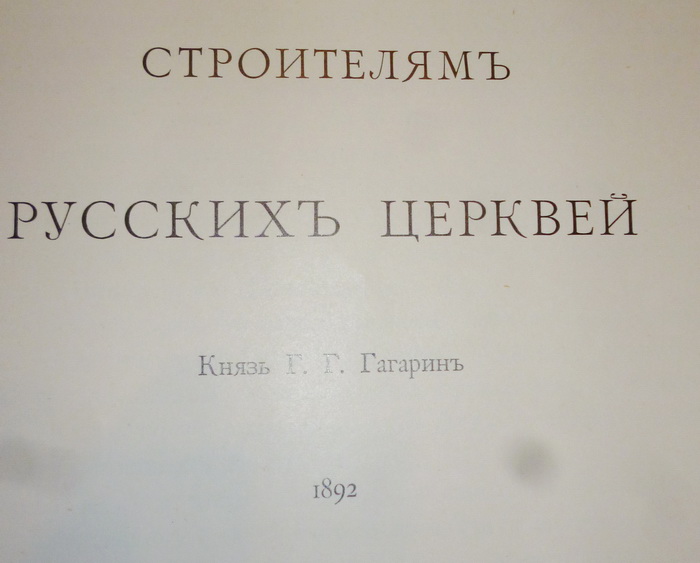 СТРОИТЕЛЯМЪ
РУССКИХЪ ЦЕРКВЕЙ
Князь Г. Г. Гагаринъ
1892